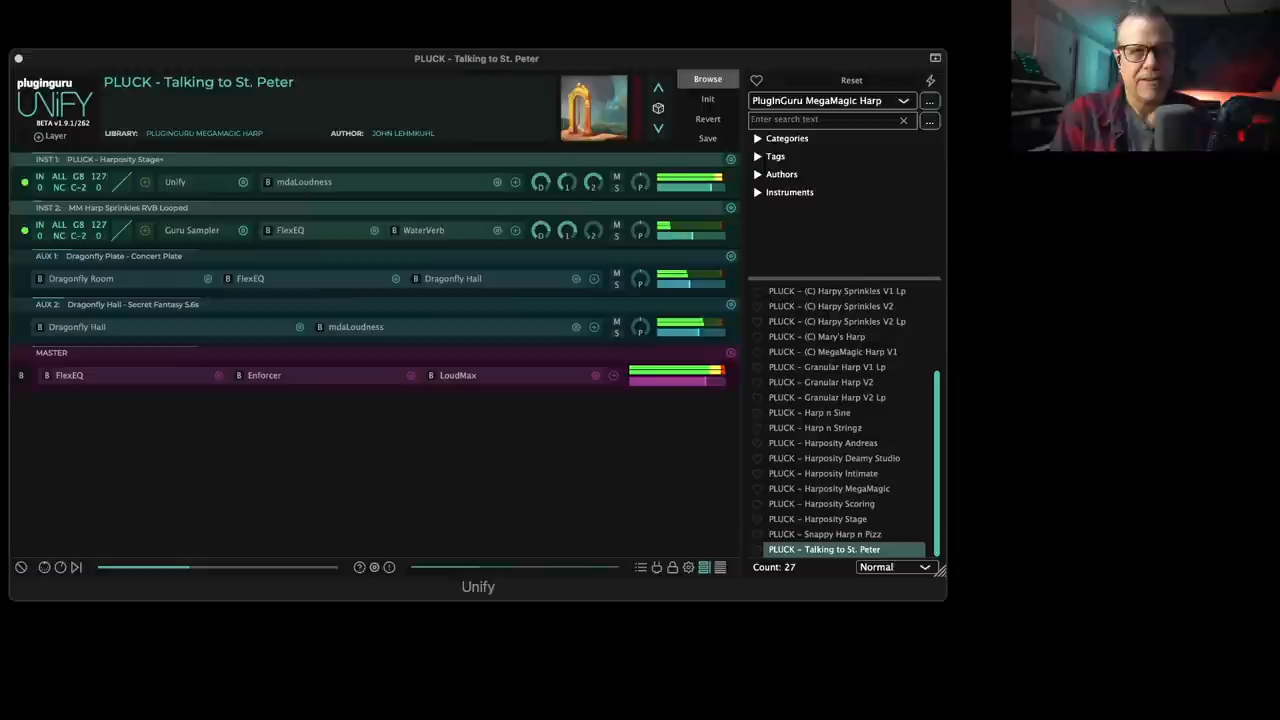 PLUCK - Talking to St. Peter
pluginguru
UNIFY
BETA v1.9.1/262
Layer
PLUCK - Talking to St. Peter
LIBRARY: PLUGINGURU MEGAMAGIC HARP
AUTHOR: JOHN LEHMKUHL
Browse
Init
Revert
Save
INST 1: PLUCK - Harposity Stage+
IN ALL G8 127
0 NC C-2 0
Unify
B mdaLoudness
D 1 2
M
S
P
INST 2: MM Harp Sprinkles RVB Looped
IN ALL G8 127
0 NC C-2 0
Guru Sampler
B FlexEQ
B WaterVerb
D 1 2
M
S
P
AUX 1: Dragonfly Plate - Concert Plate
B Dragonfly Room
B FlexEQ
B Dragonfly Hall
M
S
P
AUX 2: Dragonfly Hall - Secret Fantasy 5.6s
B Dragonfly Hall
B mdaLoudness
M
S
P
MASTER
B
B FlexEQ
B Enforcer
B LoudMax
Reset
PlugInGuru MegaMagic Harp
...
Enter search text
...
Categories
Tags
Authors
Instruments
PLUCK - (C) Harpy Sprinkles V1 Lp
PLUCK - (C) Harpy Sprinkles V2
PLUCK - (C) Harpy Sprinkles V2 Lp
PLUCK - (C) Mary's Harp
PLUCK - (C) MegaMagic Harp V1
PLUCK - Granular Harp V1 Lp
PLUCK - Granular Harp V2
PLUCK - Granular Harp V2 Lp
PLUCK - Harp n Sine
PLUCK - Harp n Stringz
PLUCK - Harposity Andreas
PLUCK - Harposity Deamy Studio
PLUCK - Harposity Intimate
PLUCK - Harposity MegaMagic
PLUCK - Harposity Scoring
PLUCK - Harposity Stage
PLUCK - Snappy Harp n Pizz
PLUCK - Talking to St. Peter
Count: 27
Normal
Unify